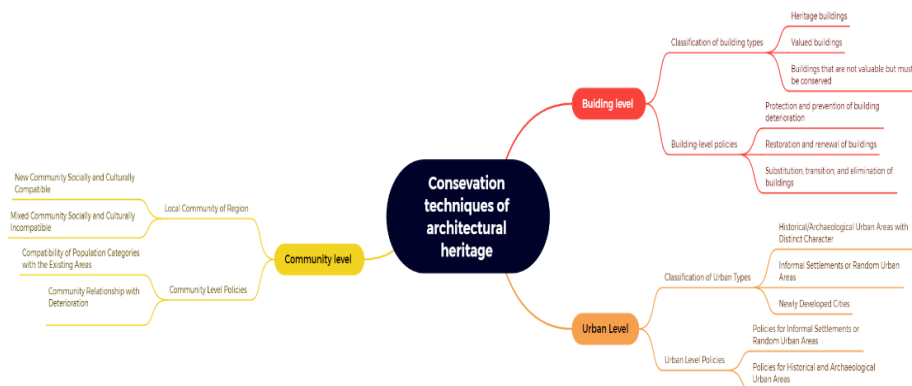 Consevation
techniques of
architectural
heritage
Buiding level
Classification of building types
Heritage buildings
Valued buildings
Buildings that are not valuable but must
be conserved
Building-level policies
Protection and prevention of building
deterioration
Restoration and renewal of buildings
Substitution, transition, and elimination of
buildings
Urban Level
Classification of Urban Types
Historical/Archaeological Urban Areas with
Distinct Character
Informal Settlements or Random Urban
Areas
Newly Developed Cities
Urban Level Policies
Policies for Informal Settlements or
Random Urban Areas
Policies for Historical and Archaeological
Urban Areas
Community level
Local Community of Region
New Community Socially and Culturally
Compatible
Mixed Community Socially and Culturally
Incompatible
Community Level Policies
Compatibility of Population Categories
with the Existing Areas
Community Relationship with
Deterioration